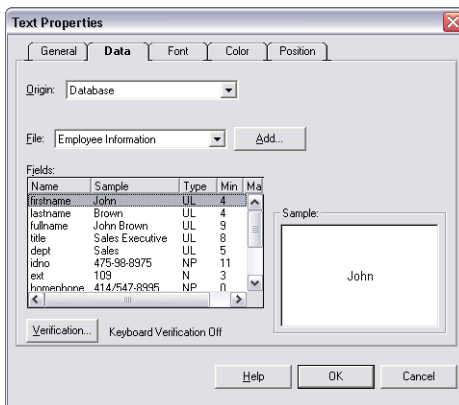 Text Properties
General Data Font Color Position
Origin: Database
File: Employee Information Add...
Fields:
Name Sample Type Min Ma
firstname John UL 4
lastname Brown UL 4
fullname John Brown UL 9
title Sales Executive UL 8
dept Sales UL 5
idno 475-98-8975 NP 11
ext 109 N 3
homephone 414/547-8995 NP 0
Sample:
John
Verification... Keyboard Verification Off
Help OK Cancel